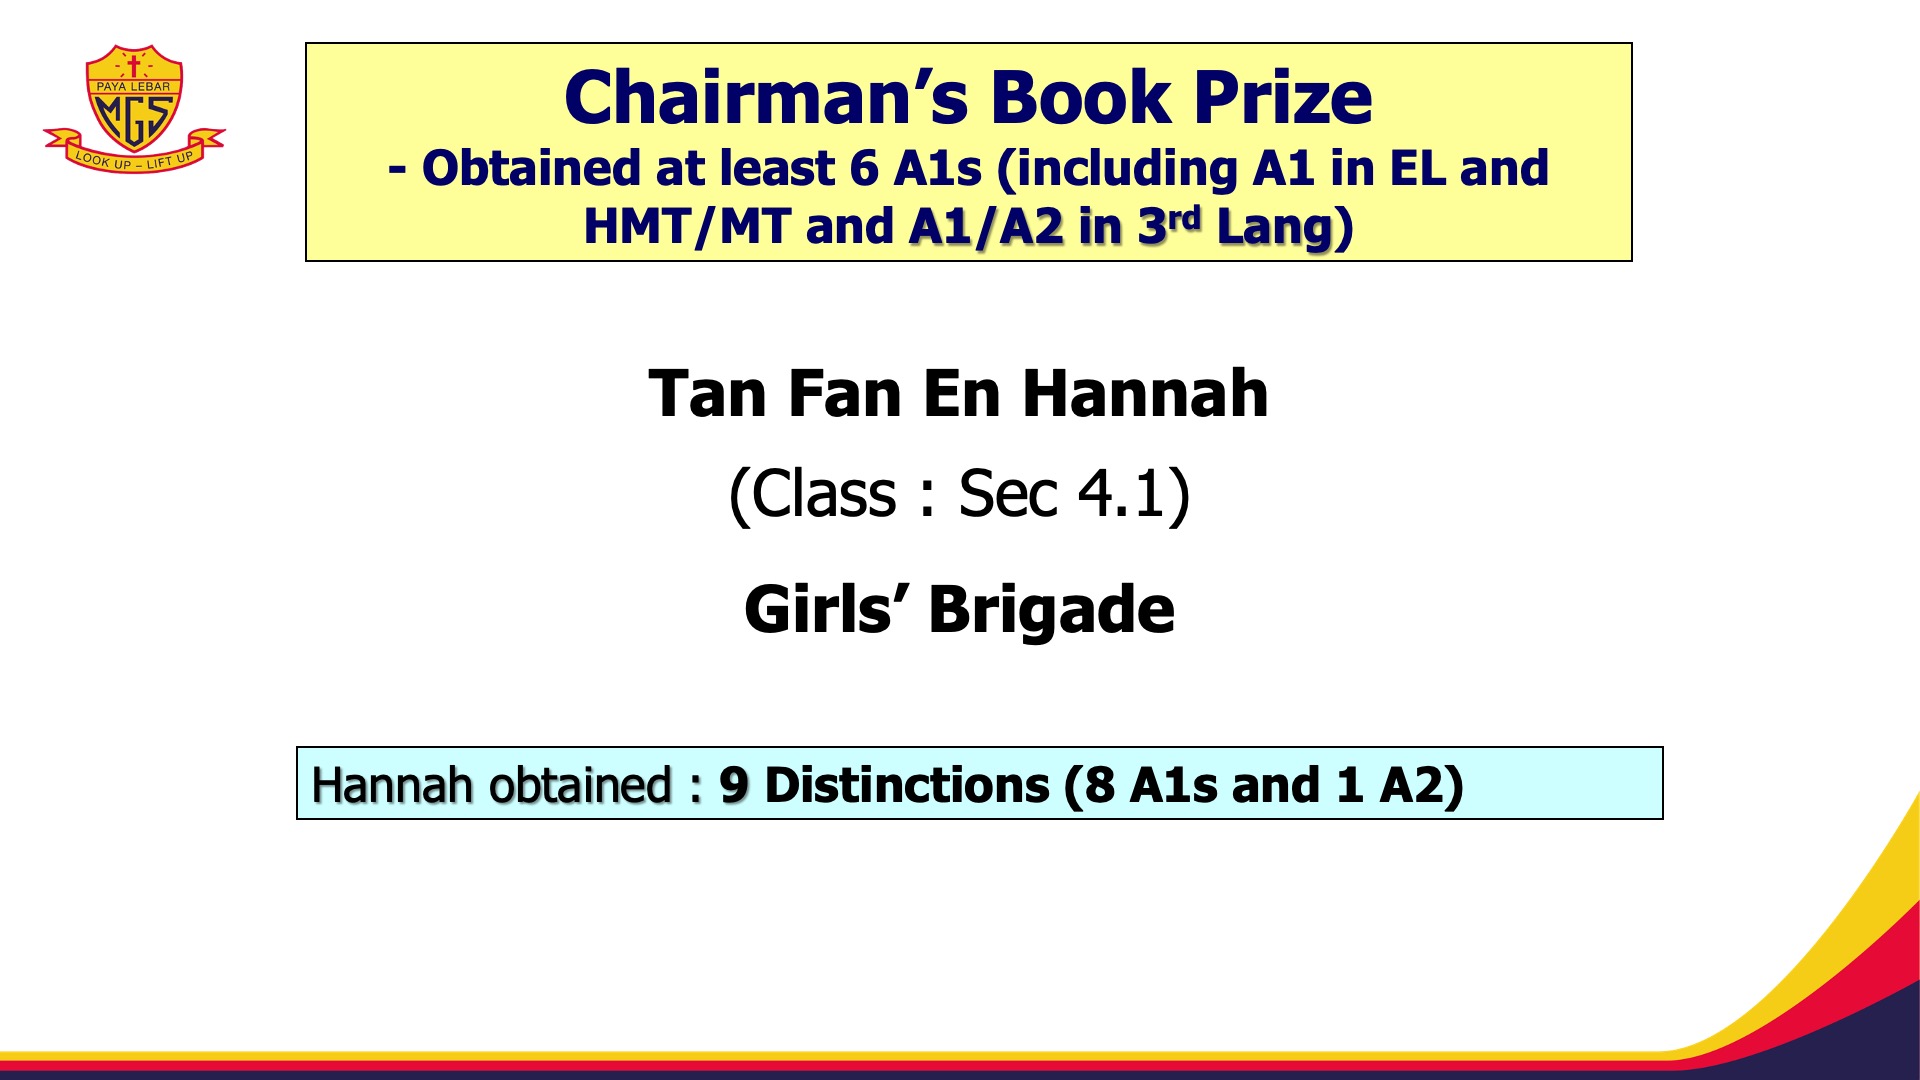 PAYA LEBAR
MGS
LOOK UP – LIFT UP
Chairman’s Book Prize
- Obtained at least 6 A1s (including A1 in EL and
HMT/MT and A1/A2 in 3rd Lang)
Tan Fan En Hannah
(Class : Sec 4.1)
Girls’ Brigade
Hannah obtained : 9 Distinctions (8 A1s and 1 A2)